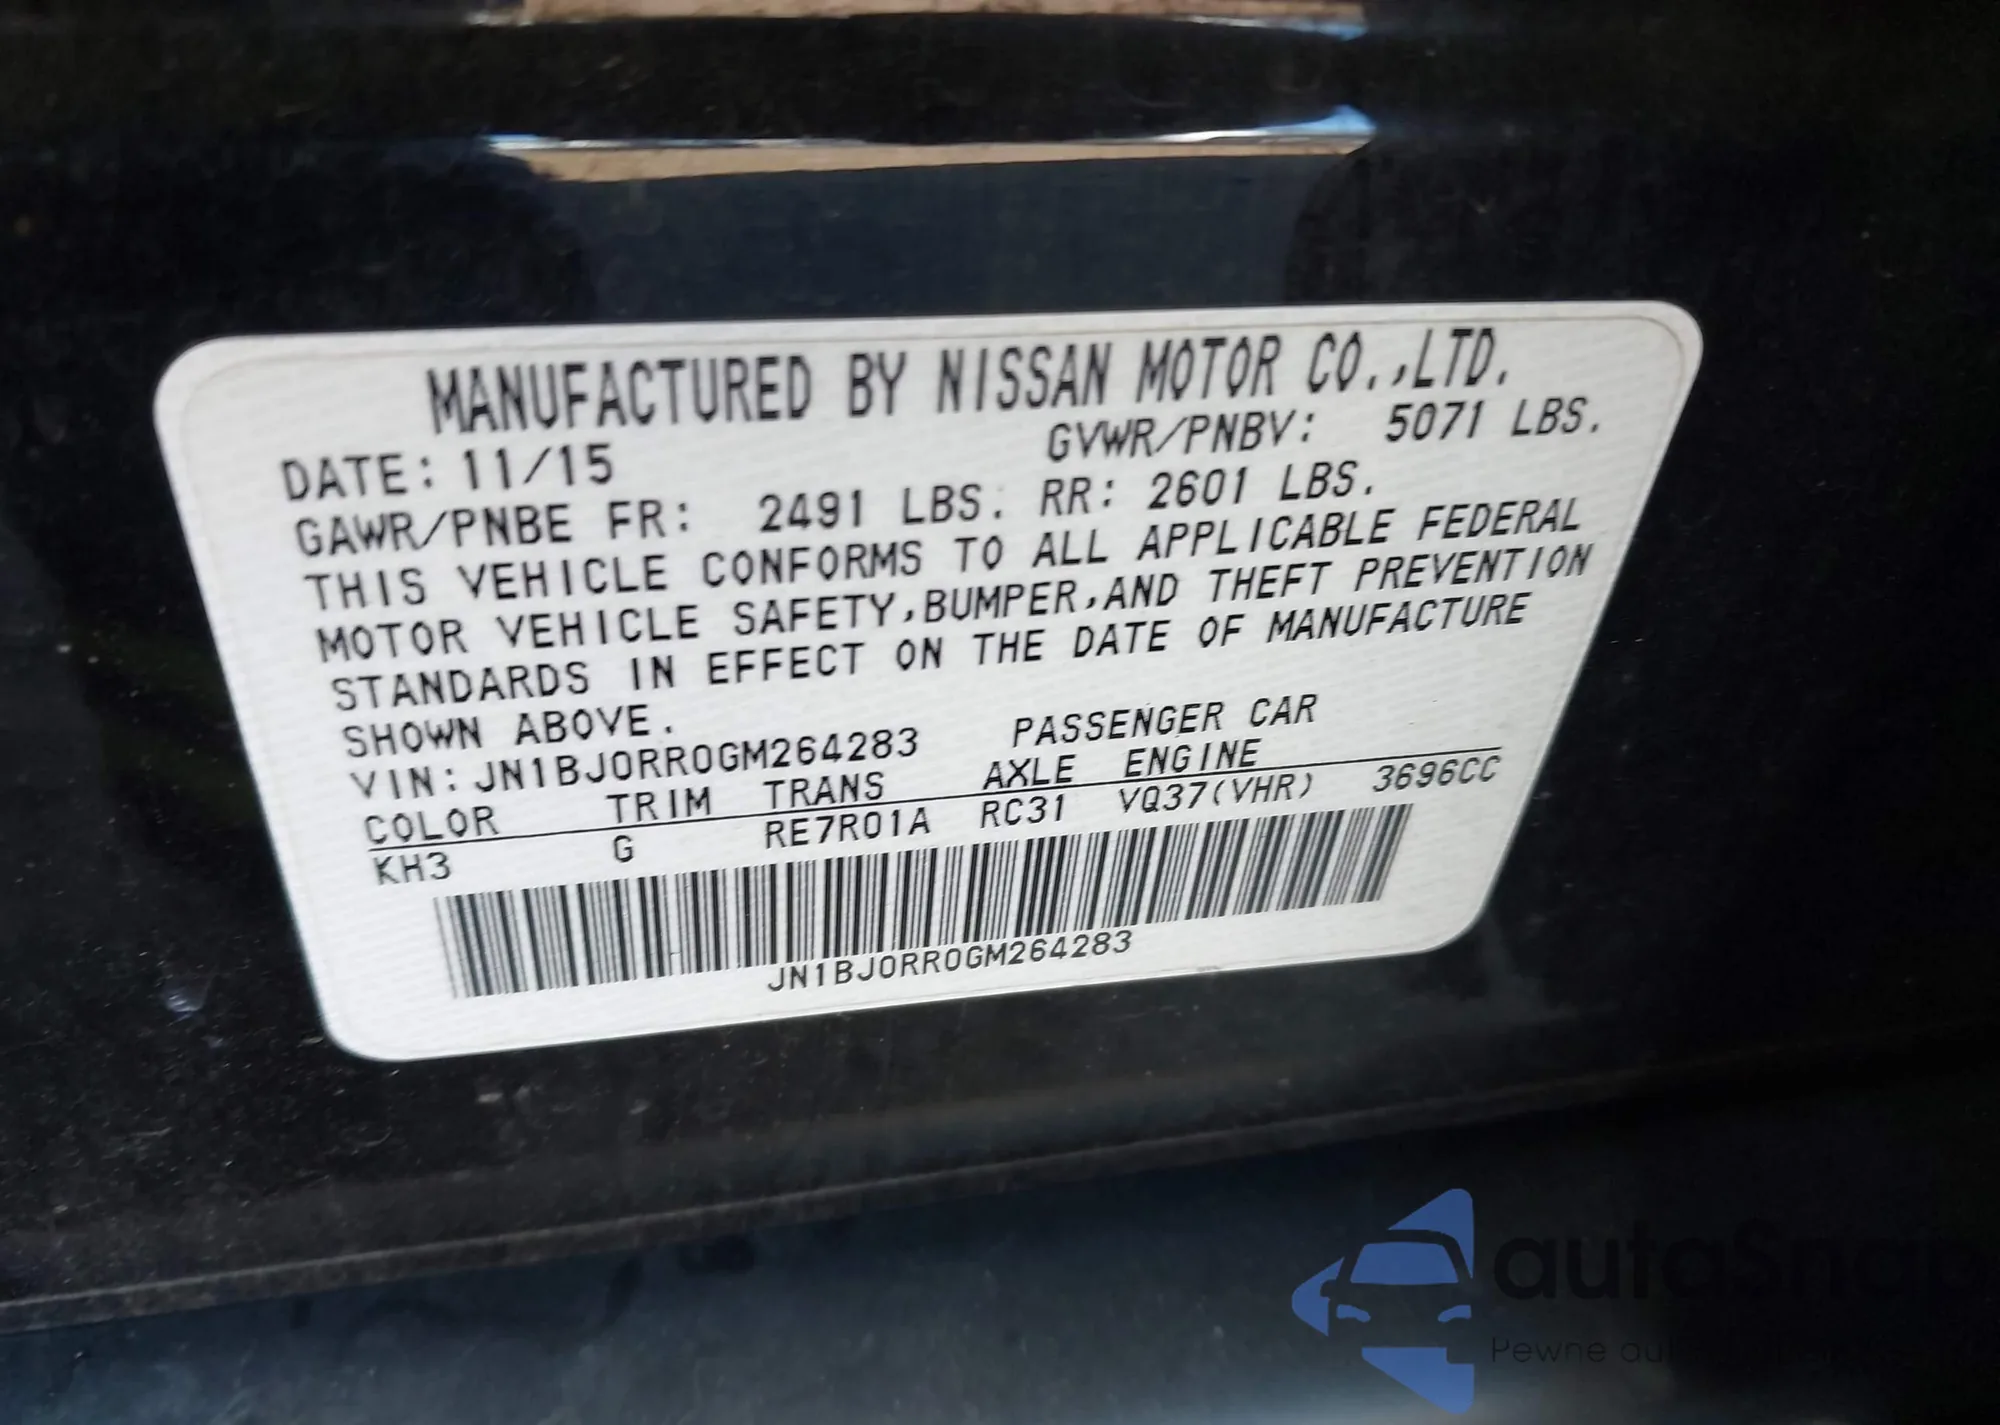 MANUFACTURED BY NISSAN MOTOR CO.,LTD.
DATE: 11/15 GVWR/PNBV: 5071 LBS.
GAWR/PNBE FR: 2491 LBS. RR: 2601 LBS.
THIS VEHICLE CONFORMS TO ALL APPLICABLE FEDERAL
MOTOR VEHICLE SAFETY,BUMPER,AND THEFT PREVENTION
STANDARDS IN EFFECT ON THE DATE OF MANUFACTURE
SHOWN ABOVE.
VIN: JN1BJ0RR0GM264283 PASSENGER CAR
COLOR TRIM TRANS AXLE ENGINE
KH3 G RE7R01A RC31 VQ37(VHR) 3696CC
JN1BJ0RR0GM264283
autaSnap
Pewne